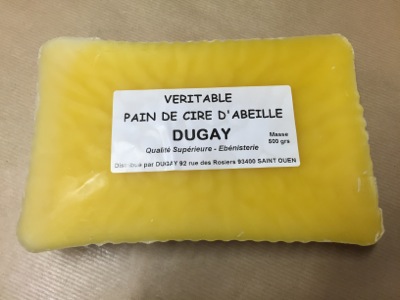 VERITABLE
PAIN DE CIRE D'ABEILLE
DUGAY
Masse
500 grs
Qualité Supérieure - Ebénisterie
Distribué par DUGAY 92 rue des Rosiers 93400 SAINT OUEN